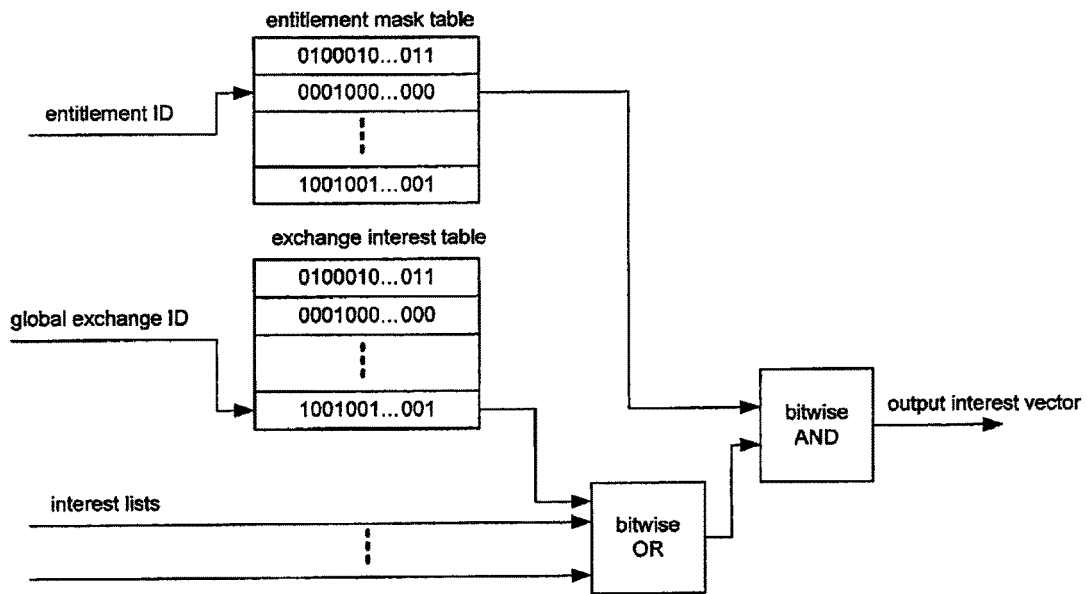 entitlement mask table
0100010...011
0001000...000
1001001...001
entitlement ID
exchange interest table
0100010...011
0001000...000
1001001...001
global exchange ID
interest lists
bitwise
OR
bitwise
AND
output interest vector